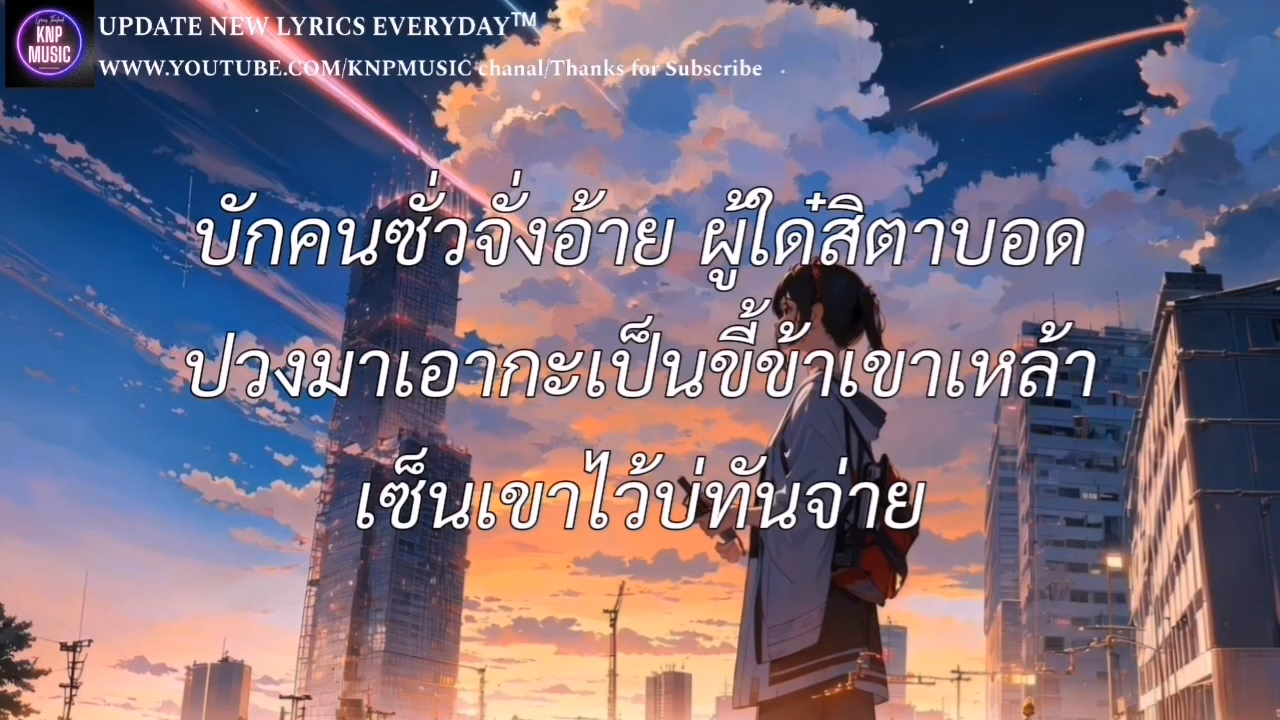 KNP
MUSIC
UPDATE NEW LYRICS EVERYDAY™
WWW.YOUTUBE.COM/KNPMUSIC chanal/Thanks for Subscribe
บักคนซั่วจั่งอ้าย ผู้ใด๋สิตาบอด
ปวงมาเอากะเป็นขี้ข้าเขาเหล้า
เซ็นเขาไว้บ่ทันจ่าย